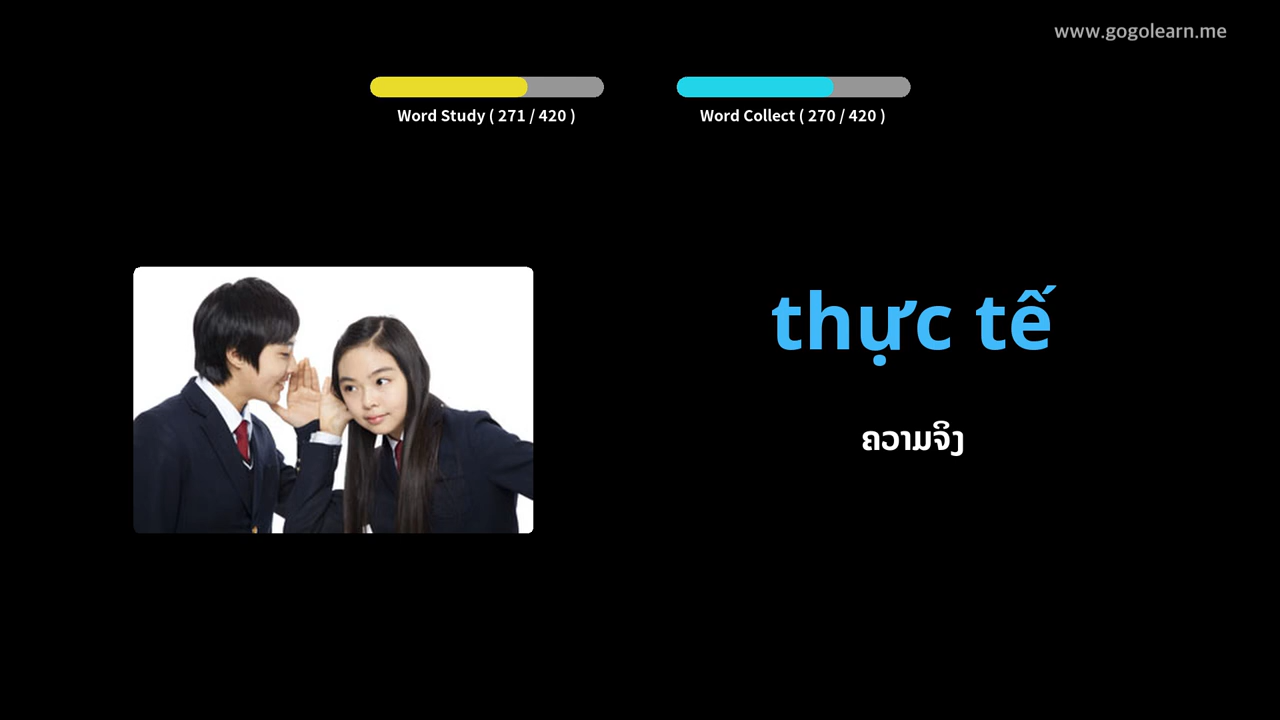 www.gogolearn.me
Word Study ( 271 / 420 )
Word Collect ( 270 / 420 )
thực tế
ຄວາມຈິງ